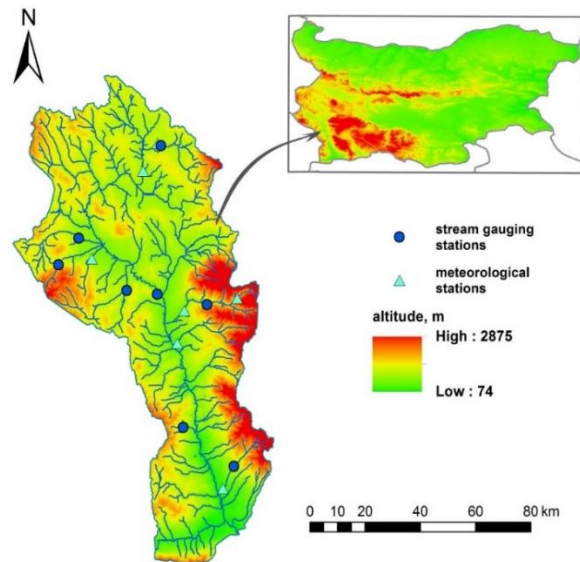 N
stream gauging
stations
meteorological
stations
altitude, m
High : 2875
Low : 74
0 10 20 40 60 80 km